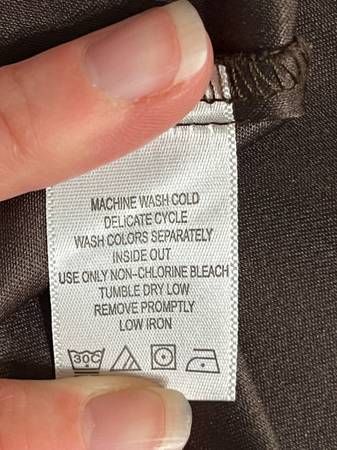 MACHINE WASH COLD
DELICATE CYCLE
WASH COLORS SEPARATELY
INSIDE OUT
USE ONLY NON-CHLORINE BLEACH
TUMBLE DRY LOW
REMOVE PROMPTLY
LOW IRON
30C